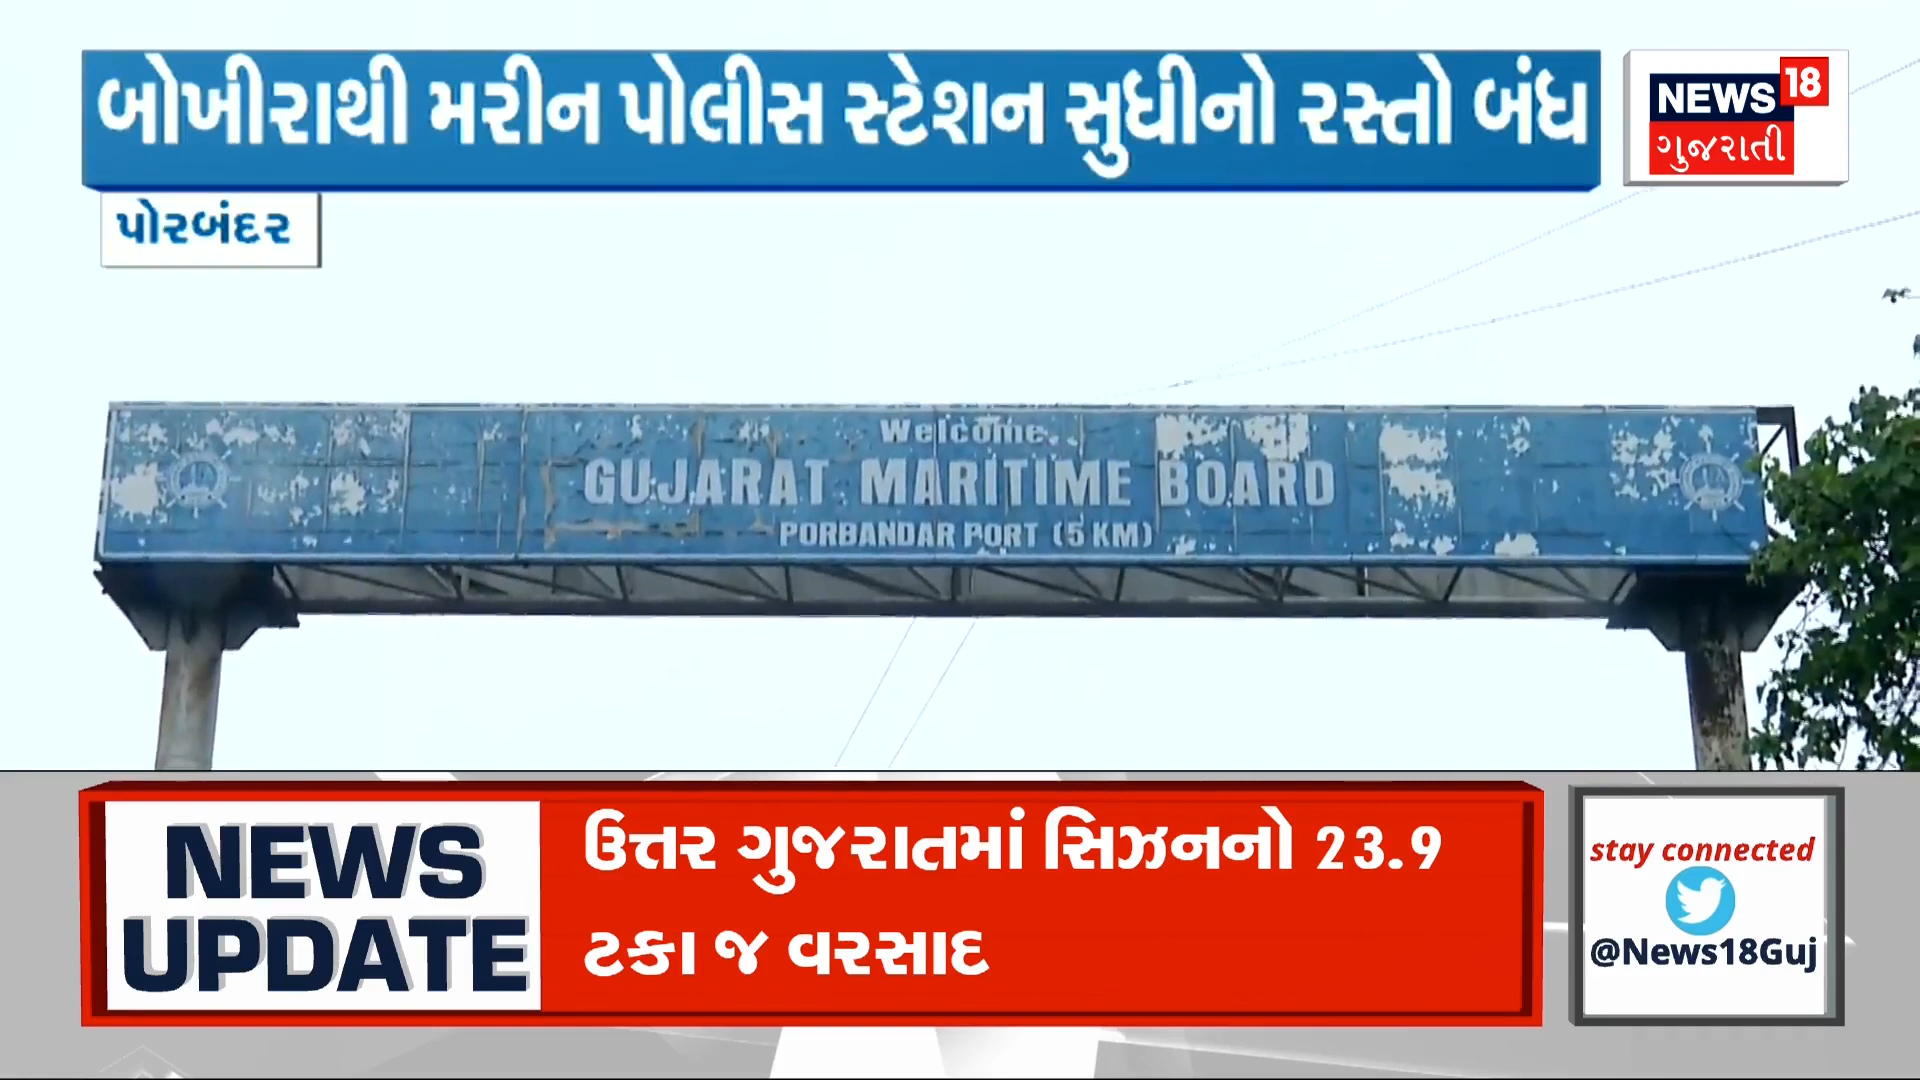 બોખીરાથી મરીન પોલીસ સ્ટેશન સુધીનો રસ્તો બંધ
NEWS 18
ગુજરાતી
પોરબંદર
Welcome
GUJARAT MARITIME BOARD
PORBANDAR PORT (5 KM)
NEWS
UPDATE
ઉત્તર ગુજરાતમાં સિઝનનો 23.9
ટકા જ વરસાદ
stay connected
@News18Guj